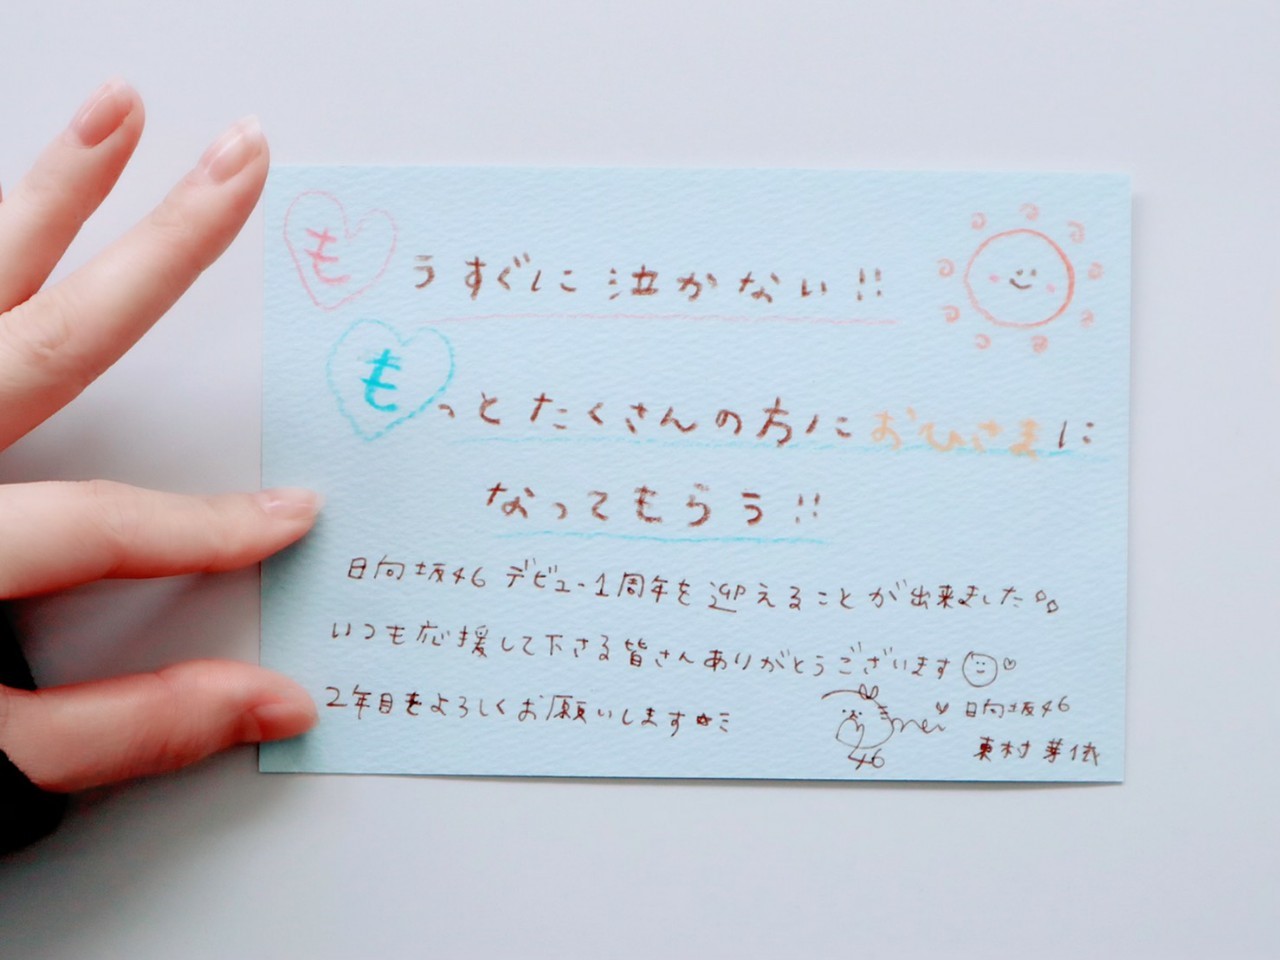 もうすぐに泣かない!!
もっとたくさんの方におひさまに
なってもらう!!
日向坂46 デビュー1周年を迎えることが出来ました。。
いつも応援して下さる皆さんありがとうございます
2年目もよろしくお願いします☆ミ
mei
46
日向坂46
東村芽依